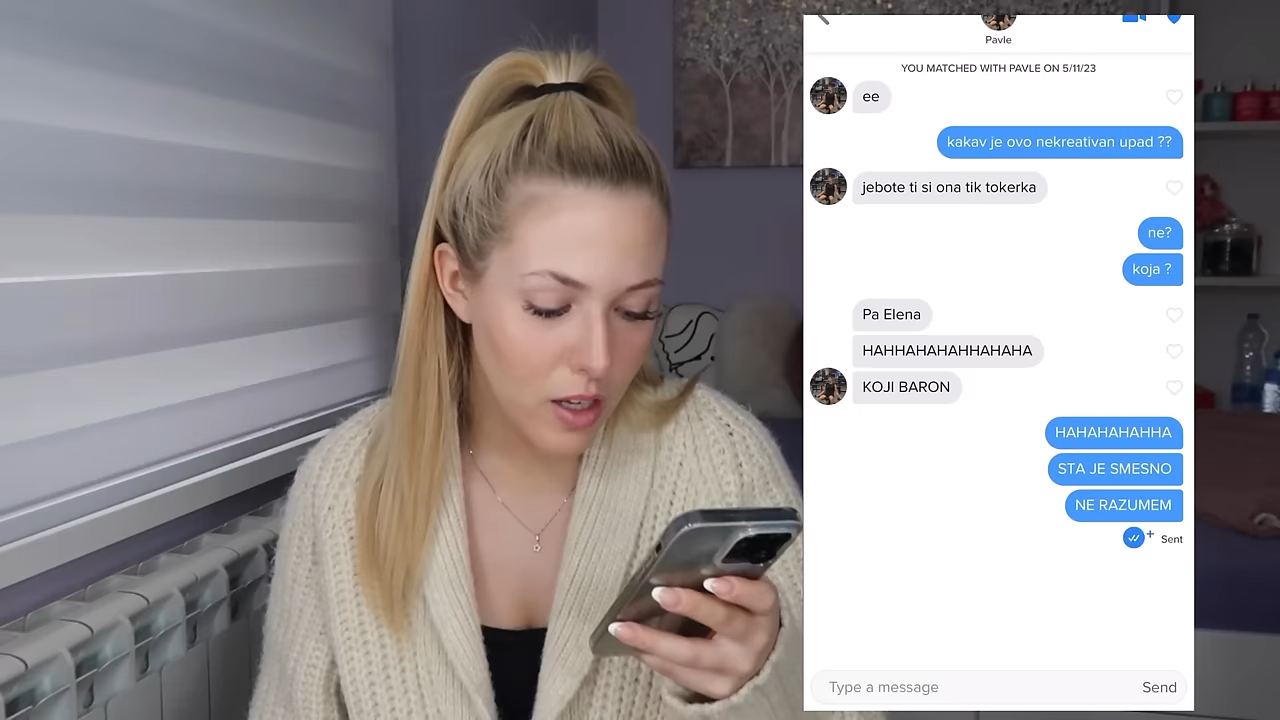 Pavle
YOU MATCHED WITH PAVLE ON 5/11/23
ee
kakav je ovo nekreativan upad ??
jebote ti si ona tik tokerka
ne?
koja ?
Pa Elena
HAHHAHAHAHHAHAHA
KOJI BARON
HAHAHAHAHHA
STA JE SMESNO
NE RAZUMEM
Sent
Type a message
Send